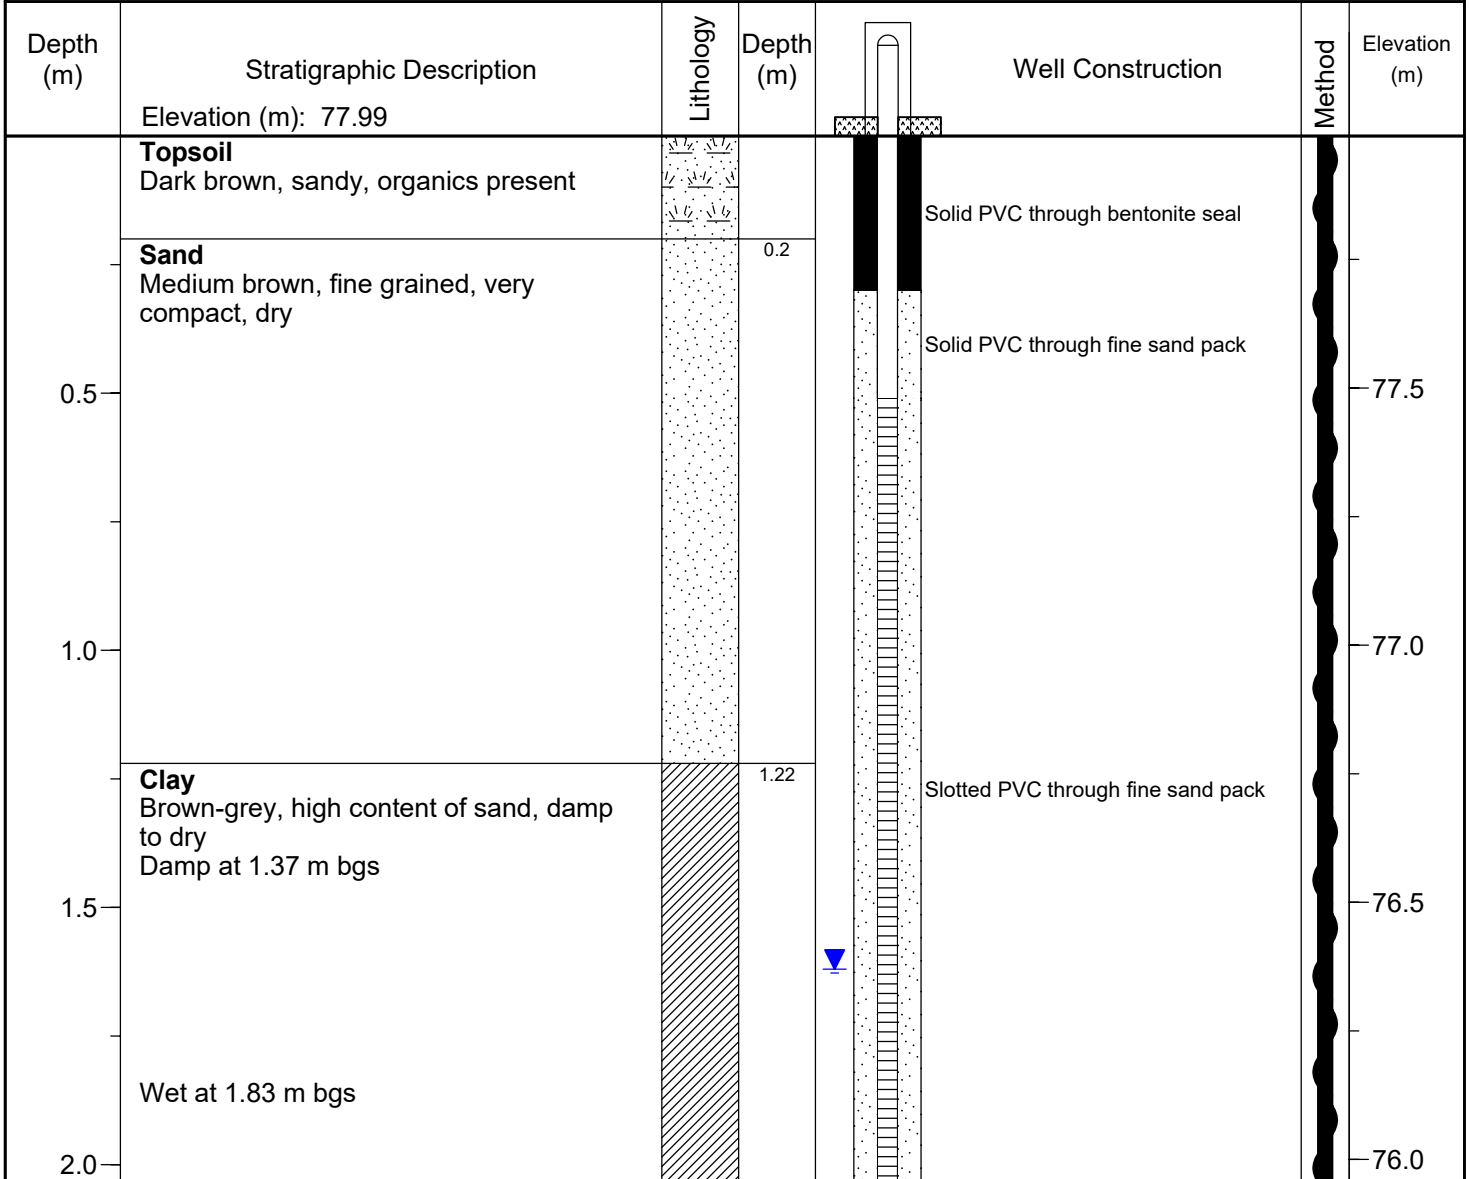 Depth
(m)
Stratigraphic Description
Elevation (m):  77.99
Lithology
Depth
(m)
Well Construction
Method
Elevation
(m)
Topsoil
Dark brown, sandy, organics present
Solid PVC through bentonite seal
0.2
Sand
Medium brown, fine grained, very
compact, dry
Solid PVC through fine sand pack
0.5
77.5
1.0
77.0
1.22
Clay
Brown-grey, high content of sand, damp
to dry
Damp at 1.37 m bgs
Slotted PVC through fine sand pack
1.5
76.5
Wet at 1.83 m bgs
2.0
76.0